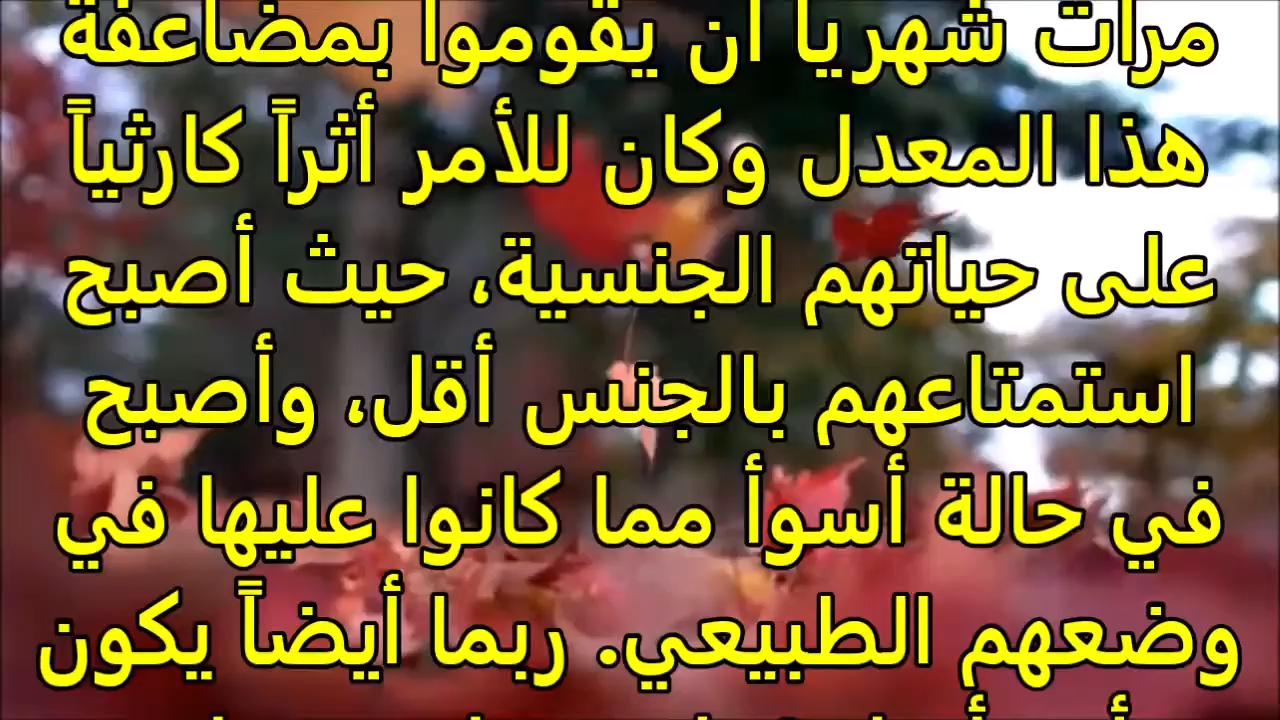 مرات شهرياً أن يقوموا بمضاعفة
هذا المعدل وكان للأمر أثراً كارثياً
على حياتهم الجنسية، حيث أصبح
استمتاعهم بالجنس أقل، وأصبح
في حالة أسوأ مما كانوا عليها في
وضعهم الطبيعي. ربما أيضاً يكون